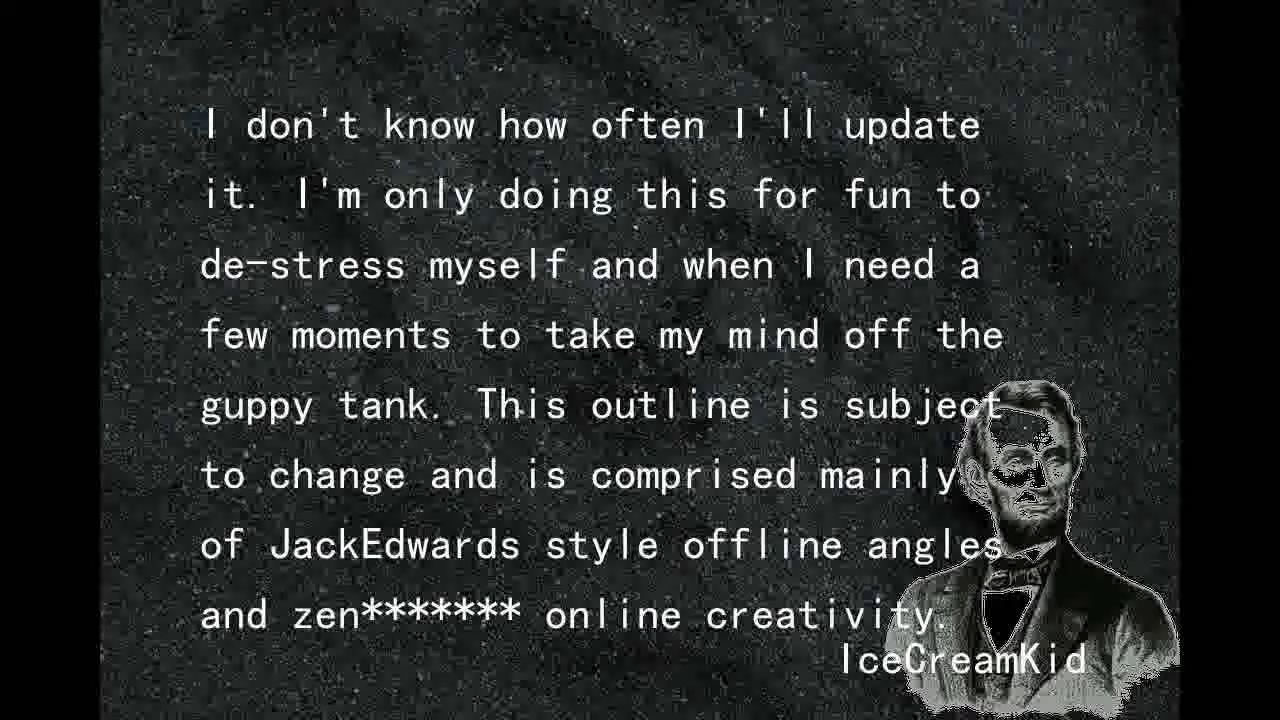 I don't know how often I'll update
it. I'm only doing this for fun to
de-stress myself and when I need a
few moments to take my mind off the
guppy tank. This outline is subject
to change and is comprised mainly
of JackEdwards style offline angles
and zen******* online creativity.
IceCreamKid